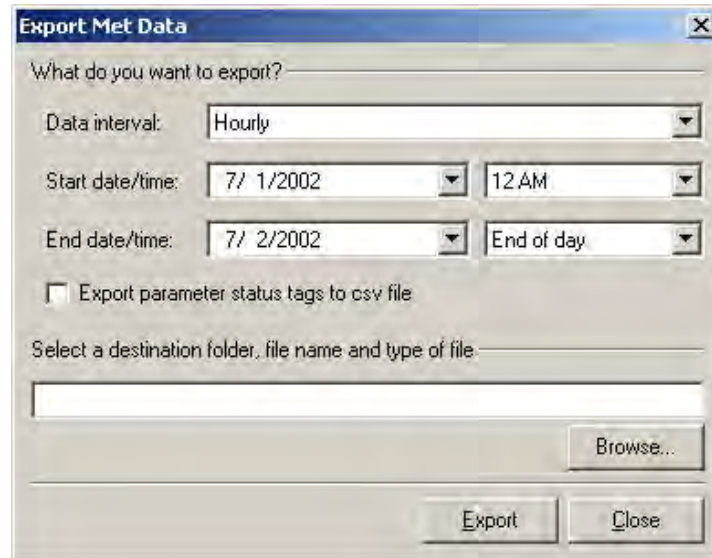 Export Met Data
What do you want to export?
Data interval: Hourly
Start date/time: 7/ 1/2002 12 AM
End date/time: 7/ 2/2002 End of day
Export parameter status tags to csv file
Select a destination folder, file name and type of file
Browse...
Export Close